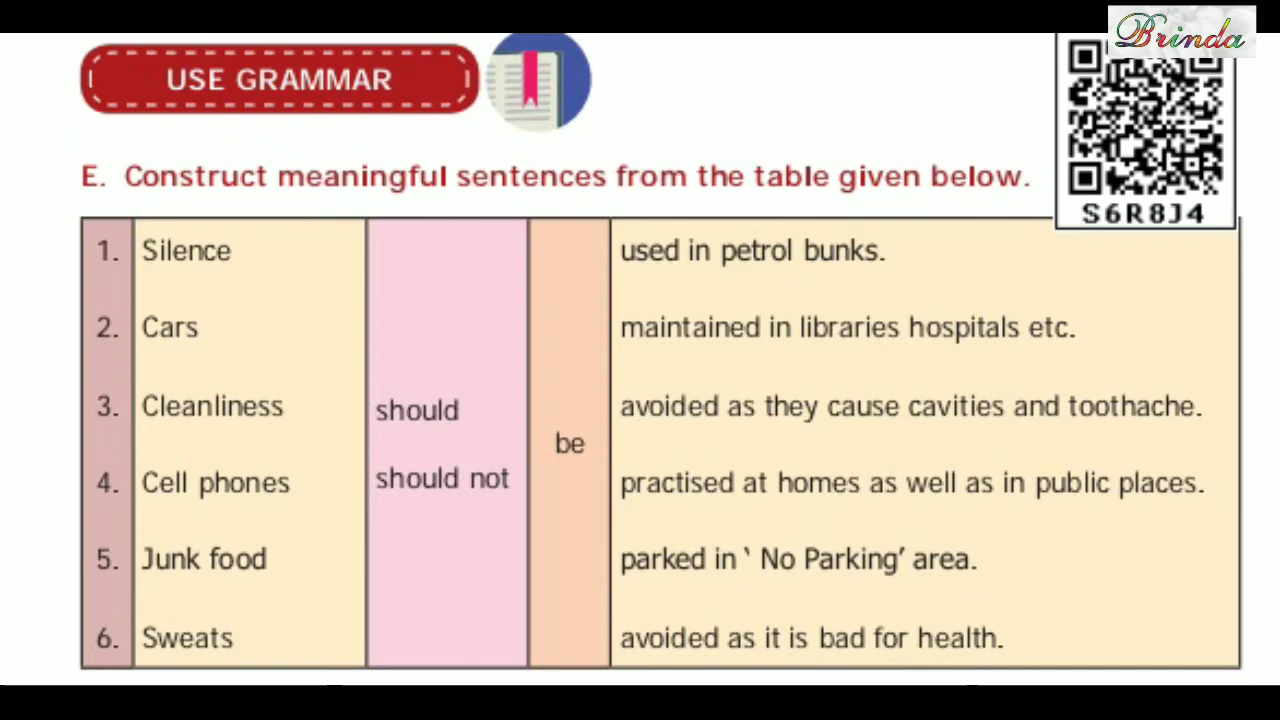 Brinda
USE GRAMMAR
S6R8J4
E. Construct meaningful sentences from the table given below.
1. Silence used in petrol bunks.
2. Cars maintained in libraries hospitals etc.
3. Cleanliness should avoided as they cause cavities and toothache.
be
4. Cell phones should not practised at homes as well as in public places.
5. Junk food parked in ‘ No Parking’ area.
6. Sweats avoided as it is bad for health.